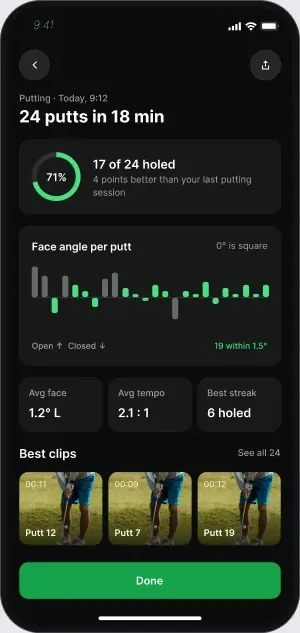 9:41
Putting · Today, 9:12
24 putts in 18 min
71%
17 of 24 holed
4 points better than your last putting
session
Face angle per putt
0° is square
Open ↑ Closed ↓
19 within 1.5°
Avg face
1.2° L
Avg tempo
2.1 : 1
Best streak
6 holed
Best clips
See all 24
00:11
Putt 12
00:09
Putt 7
00:12
Putt 19
Done